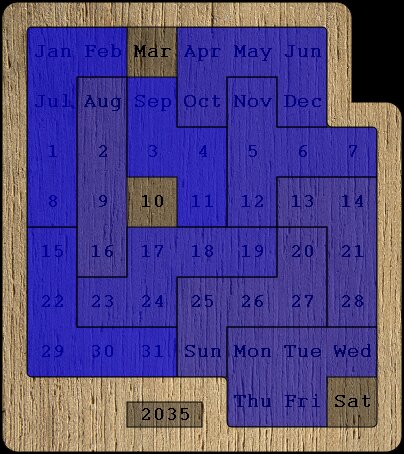 Jan Feb Mar Apr May Jun
Jul Aug Sep Oct Nov Dec
1 2 3 4 5 6 7
8 9 10 11 12 13 14
15 16 17 18 19 20 21
22 23 24 25 26 27 28
29 30 31 Sun Mon Tue Wed
Thu Fri Sat
2035